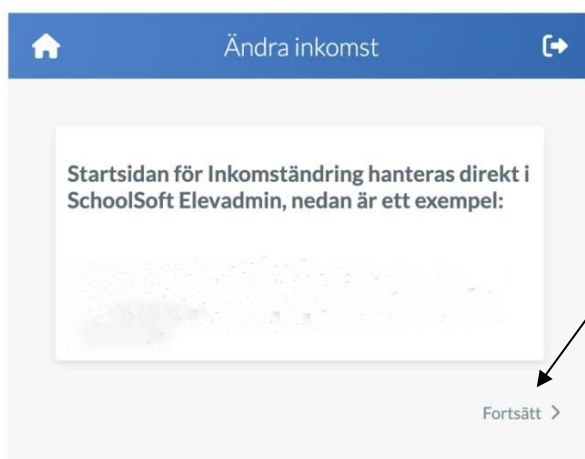 Ändra inkomst
Startsidan för Inkomständring hanteras direkt i
SchoolSoft Elevadmin, nedan är ett exempel:
Fortsätt